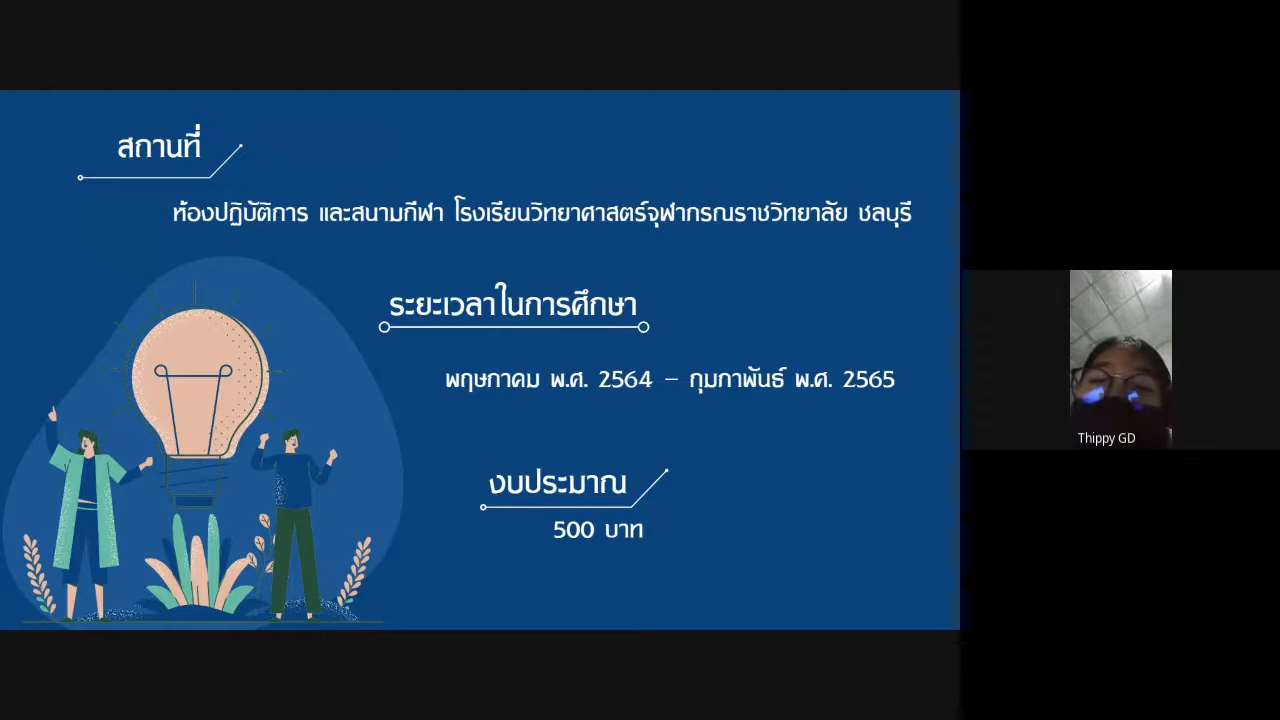 สถานที่
ห้องปฏิบัติการ และสนามกีฬา โรงเรียนวิทยาศาสตร์จุฬาภรณราชวิทยาลัย ชลบุรี
ระยะเวลาในการศึกษา
พฤษภาคม พ.ศ. 2564 – กุมภาพันธ์ พ.ศ. 2565
งบประมาณ
500 บาท
Thippy GD